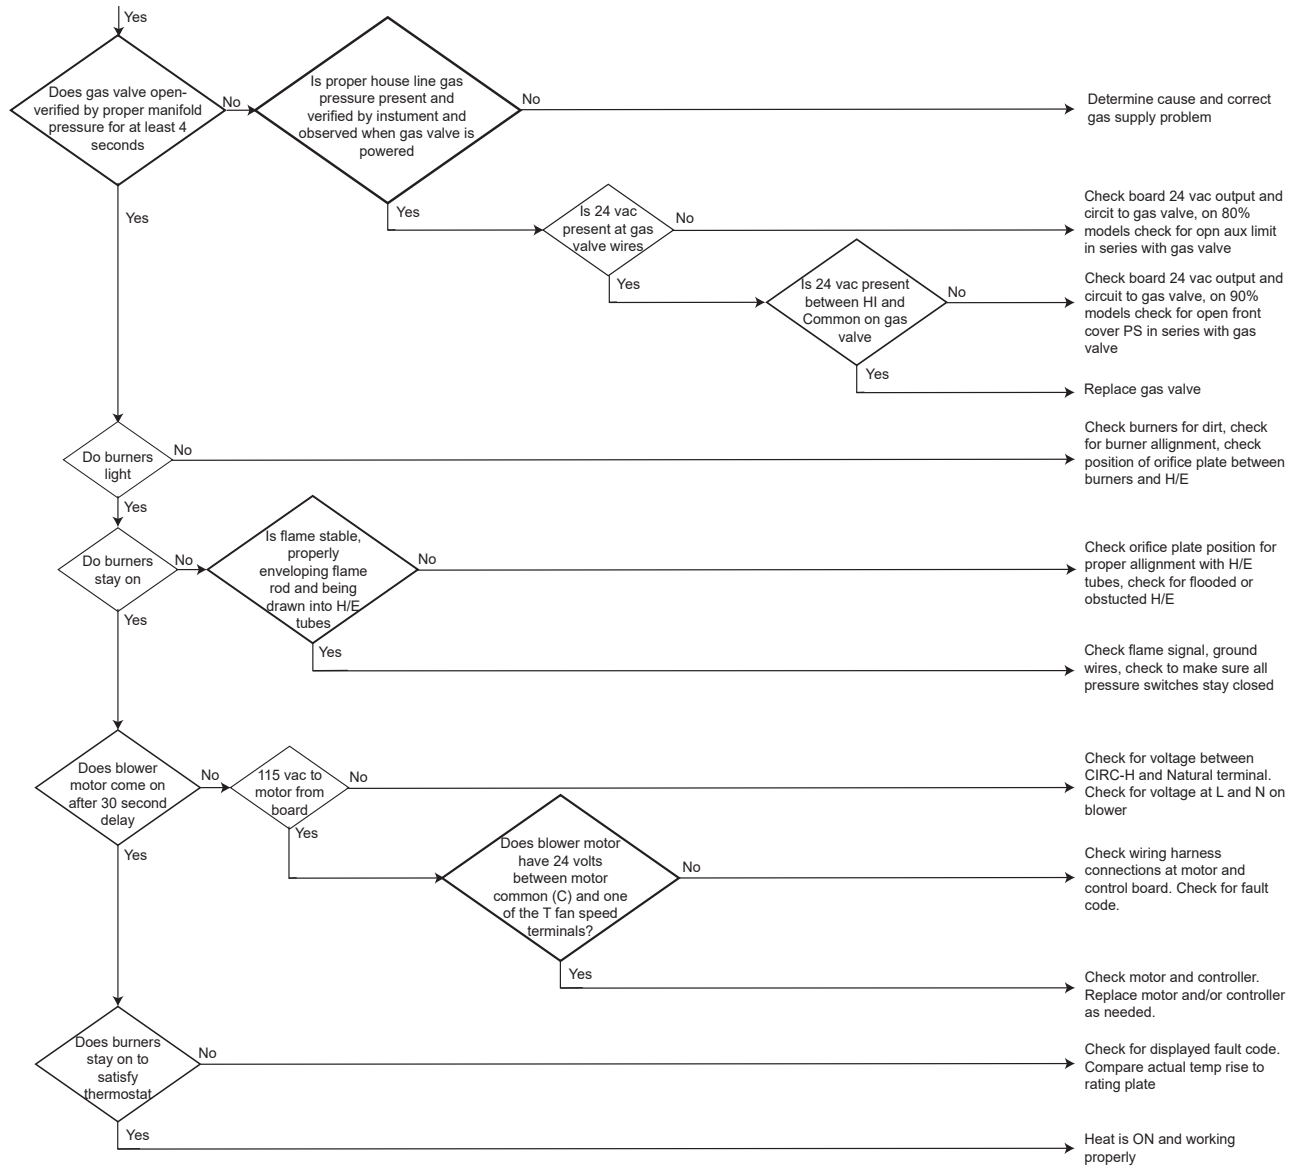 Yes
Does gas valve open-
verified by proper manifold
pressure for at least 4
seconds
No
Is proper house line gas
pressure present and
verified by instument and
observed when gas valve is
powered
No
Determine cause and correct
gas supply problem
Yes
Yes
Is 24 vac
present at gas
valve wires
No
Check board 24 vac output and
circit to gas valve, on 80%
models check for opn aux limit
in series with gas valve
Yes
Is 24 vac present
between HI and
Common on gas
valve
No
Check board 24 vac output and
circuit to gas valve, on 90%
models check for open front
cover PS in series with gas
valve
Yes
Replace gas valve
Do burners
light
No
Check burners for dirt, check
for burner allignment, check
position of orifice plate between
burners and H/E
Yes
Do burners
stay on
No
Is flame stable,
properly
enveloping flame
rod and being
drawn into H/E
tubes
No
Check orifice plate position for
proper allignment with H/E
tubes, check for flooded or
obstucted H/E
Yes
Yes
Check flame signal, ground
wires, check to make sure all
pressure switches stay closed
Does blower
motor come on
after 30 second
delay
No
115 vac to
motor from
board
No
Check for voltage between
CIRC-H and Natural terminal.
Check for voltage at L and N on
blower
Yes
Yes
Does blower motor
have 24 volts
between motor
common (C) and one
of the T fan speed
terminals?
No
Check wiring harness
connections at motor and
control board. Check for fault
code.
Yes
Check motor and controller.
Replace motor and/or controller
as needed.
Does burners
stay on to
satisfy
thermostat
No
Check for displayed fault code.
Compare actual temp rise to
rating plate
Yes
Heat is ON and working
properly